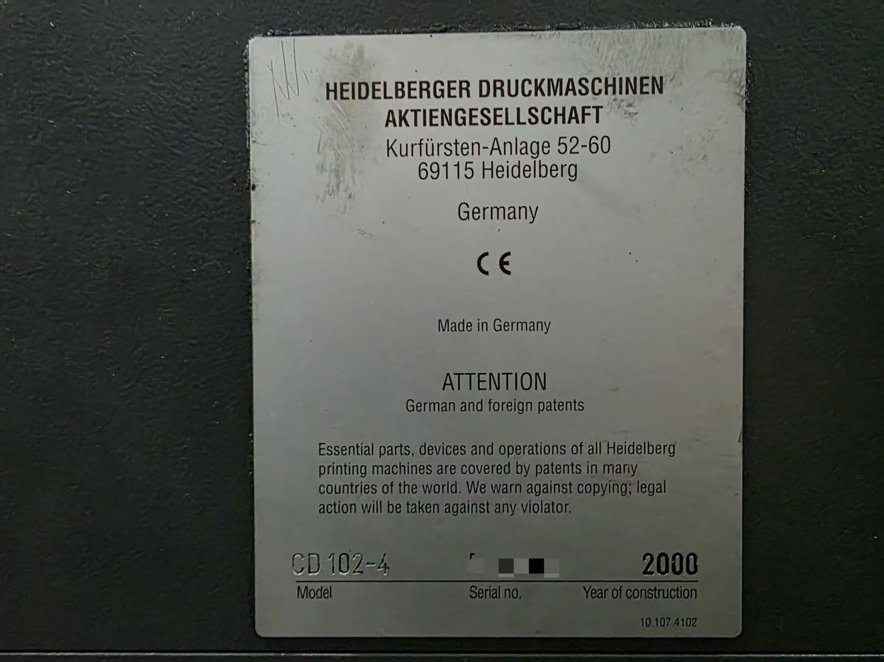 HEIDELBERGER DRUCKMASCHINEN
AKTIENGESELLSCHAFT
Kurfürsten-Anlage 52-60
69115 Heidelberg
Germany
CE
Made in Germany
ATTENTION
German and foreign patents
Essential parts, devices and operations of all Heidelberg
printing machines are covered by patents in many
countries of the world. We warn against copying; legal
action will be taken against any violator.
CD 102-4 2000
Model Serial no. Year of construction
10 107 4102